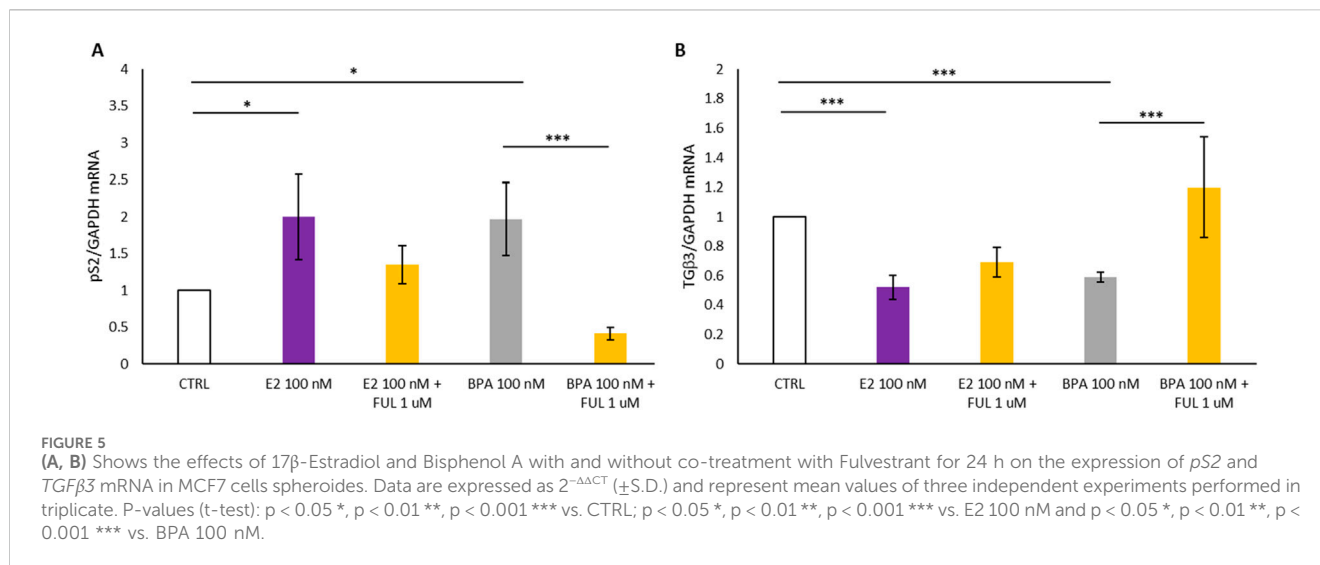 A
*
*
***
pS2/GAPDH mRNA
4
3.5
3
2.5
2
1.5
1
0.5
0
CTRL
E2 100 nM
E2 100 nM +
FUL 1 uM
BPA 100 nM
BPA 100 nM +
FUL 1 uM
B
***
***
***
TGβ3/GAPDH mRNA
2
1.8
1.6
1.4
1.2
1
0.8
0.6
0.4
0.2
0
CTRL
E2 100 nM
E2 100 nM +
FUL 1 uM
BPA 100 nM
BPA 100 nM +
FUL 1 uM
FIGURE 5
(A, B) Shows the effects of 17β-Estradiol and Bisphenol A with and without co-treatment with Fulvestrant for 24 h on the expression of pS2 and
TGFβ3 mRNA in MCF7 cells spheroides. Data are expressed as 2−ΔΔCT (±S.D.) and represent mean values of three independent experiments performed in
triplicate. P-values (t-test): p < 0.05 *, p < 0.01 **, p < 0.001 *** vs. CTRL; p < 0.05 *, p < 0.01 **, p < 0.001 *** vs. E2 100 nM and p < 0.05 *, p < 0.01 **, p <
0.001 *** vs. BPA 100 nM.